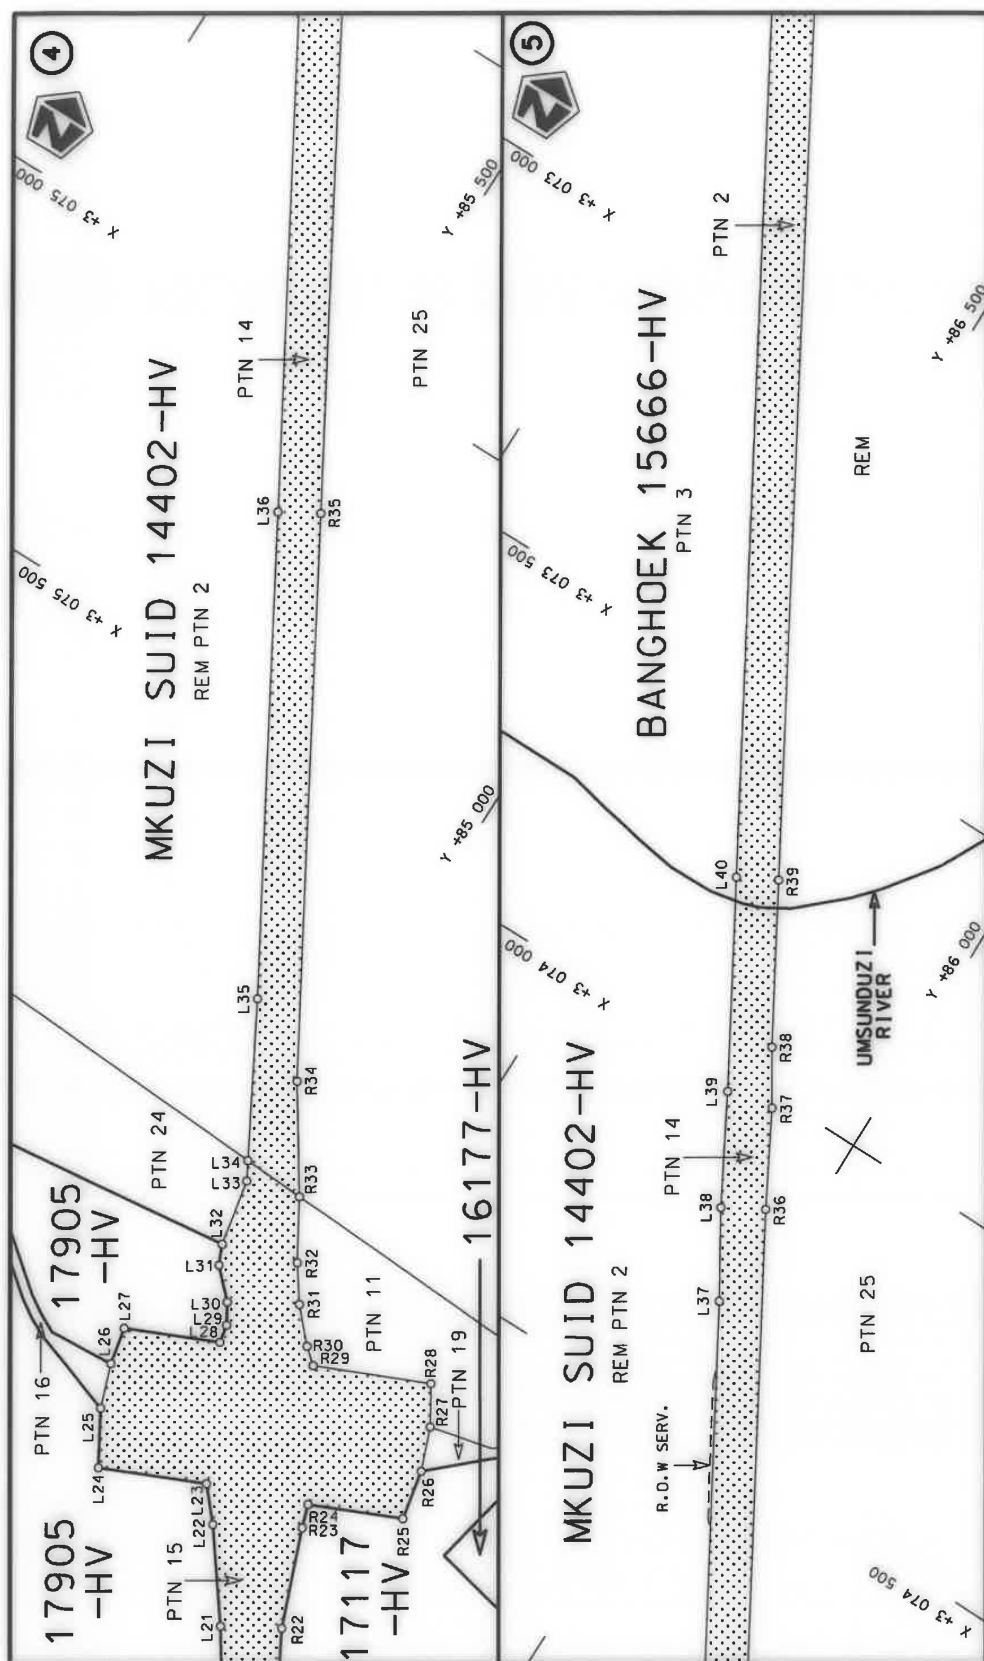 4
N
X +3 075 000
Y +85 500
PTN 14
PTN 25
MKUZI SUID 14402-HV
REM PTN 2
L36
R35
X +3 075 500
Y +85 000
L35
R34
PTN 24
L34
L33
R33
L32
L31
R32
L30
R31
L29
L28
R30
R29
PTN 11
17905
-HV
L27
L26
PTN 16
L25
L24
R28
R27
PTN 19
R26
R25
16177-HV
L23
L22
R24
R23
17905
-HV
PTN 15
L21
R22
17117
-HV
5
N
X +3 073 000
PTN 2
Y +86 500
BANGHOEK 15666-HV
PTN 3
REM
X +3 073 500
L40
R39
UMSUNDUZI
RIVER
Y +86 000
X +3 074 000
L39
R38
R37
PTN 14
L38
R36
L37
MKUZI SUID 14402-HV
REM PTN 2
PTN 25
R.O.W SERV.
X +3 074 500